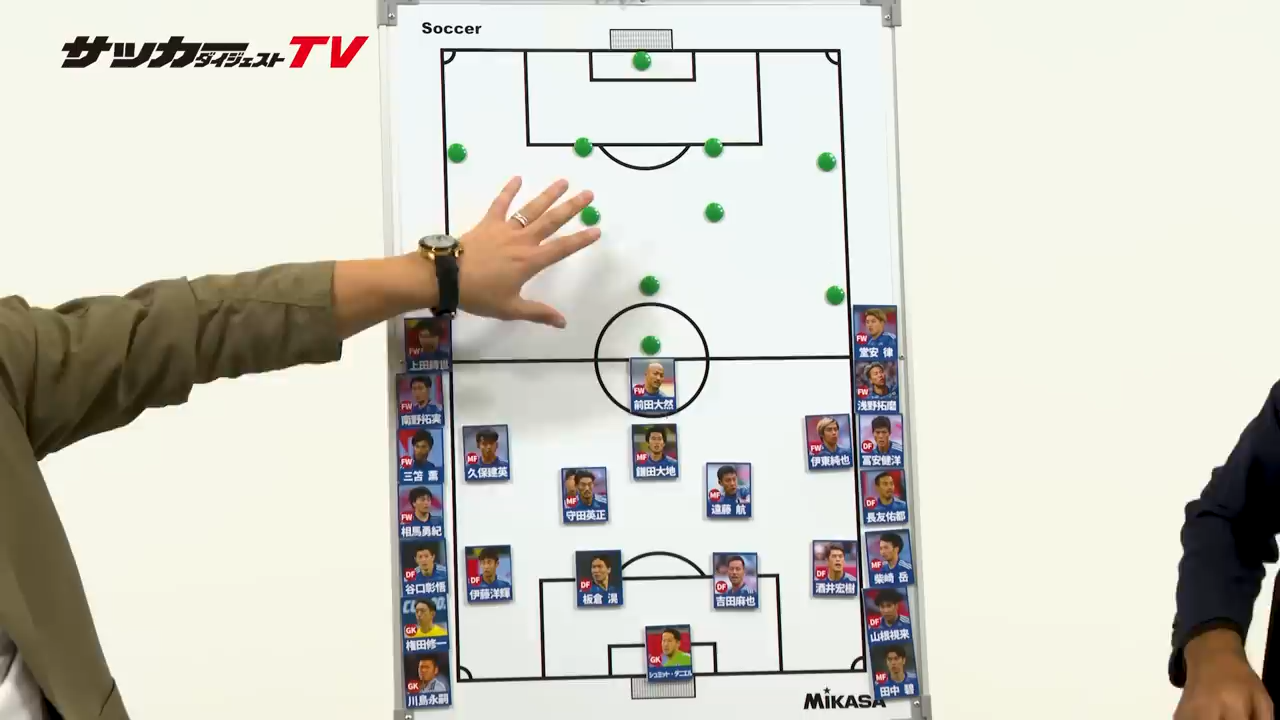 サッカーダイジェストTV
Soccer
FW
上田綺世
FW
堂安 律
FW
前田大然
FW
南野拓実
FW
浅野拓磨
FW
三笘 薫
MF
久保建英
MF
鎌田大地
FW
伊東純也
DF
冨安健洋
FW
相馬勇紀
MF
守田英正
MF
遠藤 航
DF
長友佑都
DF
谷口彰悟
DF
伊藤洋輝
DF
板倉 滉
DF
吉田麻也
DF
酒井宏樹
MF
柴崎 岳
GK
権田修一
DF
山根視来
GK
シュミット・ダニエル
GK
川島永嗣
MF
田中 碧
MIKASA